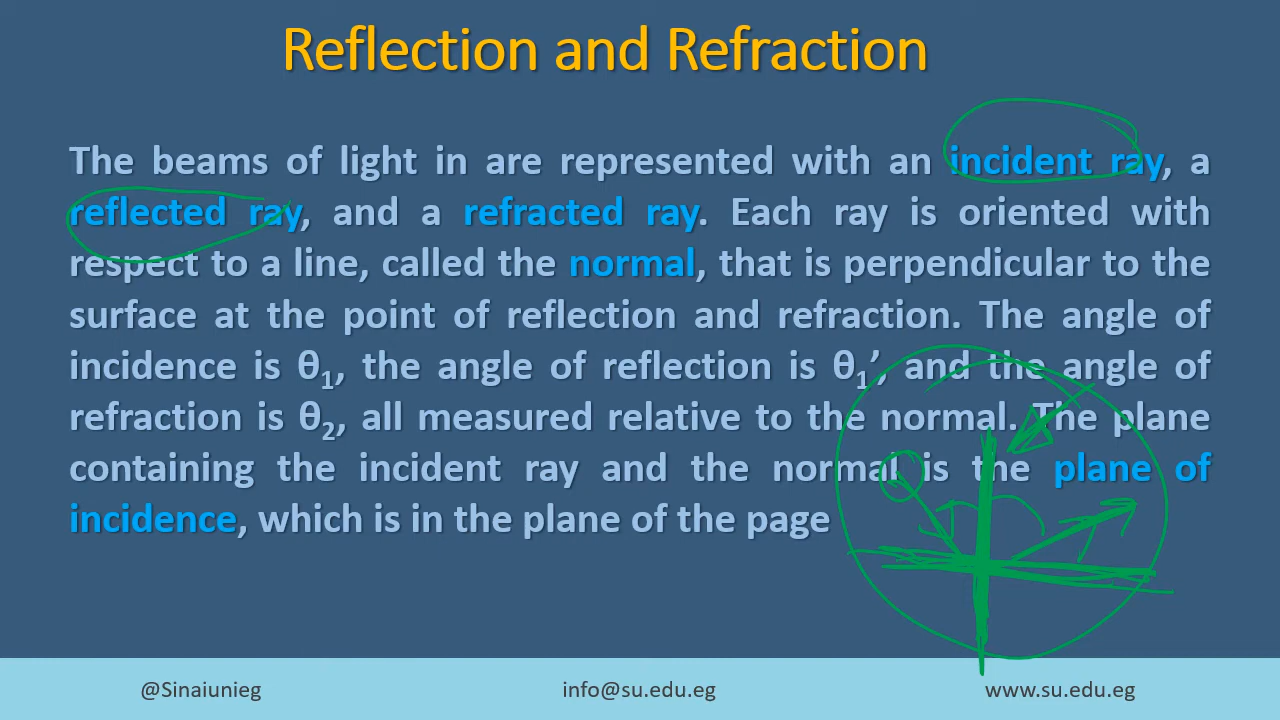 Reflection and Refraction
The beams of light in are represented with an incident ray, a
reflected ray, and a refracted ray. Each ray is oriented with
respect to a line, called the normal, that is perpendicular to the
surface at the point of reflection and refraction. The angle of
incidence is θ₁, the angle of reflection is θ₁’, and the angle of
refraction is θ₂, all measured relative to the normal. The plane
containing the incident ray and the normal is the plane of
incidence, which is in the plane of the page
@Sinaiunieg info@su.edu.eg www.su.edu.eg